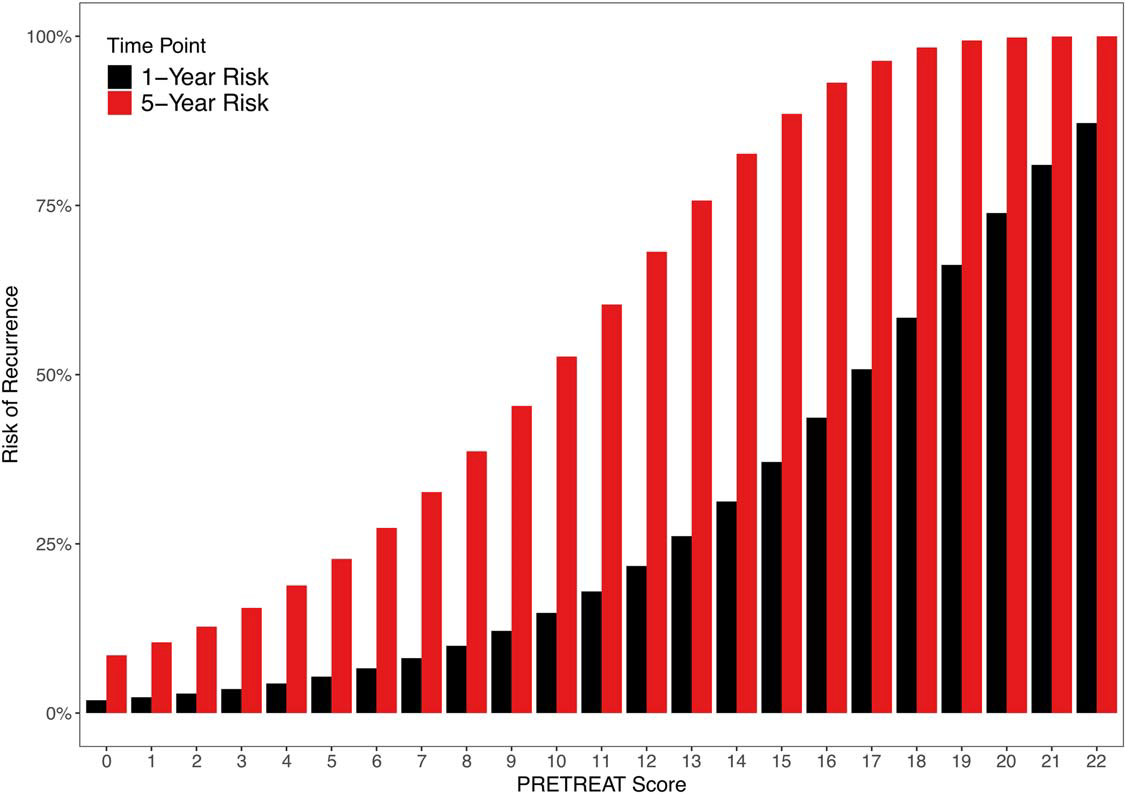 Time Point
1−Year Risk
5−Year Risk
100%
75%
50%
25%
0%
Risk of Recurrence
0 1 2 3 4 5 6 7 8 9 10 11 12 13 14 15 16 17 18 19 20 21 22
PRETREAT Score